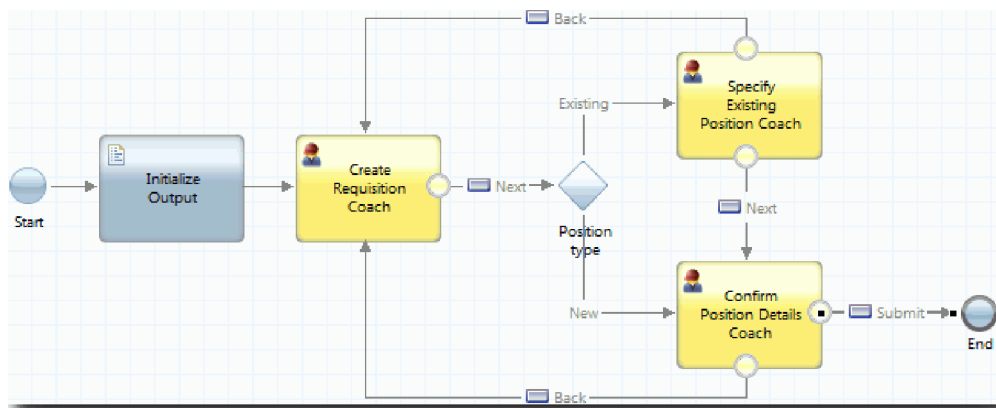 Back
Specify
Existing
Position Coach
Existing
Initialize
Output
Create
Requisition
Coach
Next
Start
Position
type
Next
Confirm
Position Details
Coach
New
Submit
End
Back